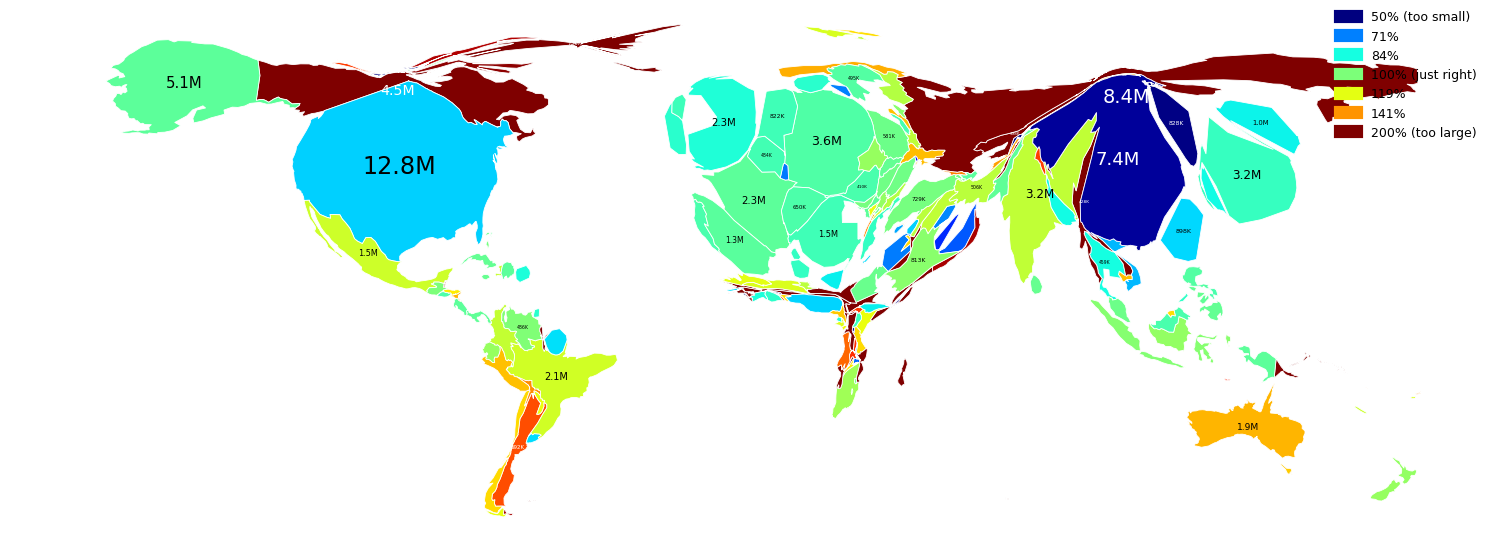 50% (too small)
71%
84%
100% (just right)
119%
141%
200% (too large)
5.1M
4.5M
12.8M
1.5M
2.3M
822K
484K
3.6M
495K
581K
2.3M
650K
1.3M
1.5M
729K
506K
813K
3.2M
8.4M
7.4M
828K
1.0M
3.2M
898K
456K
2.1M
1.9M